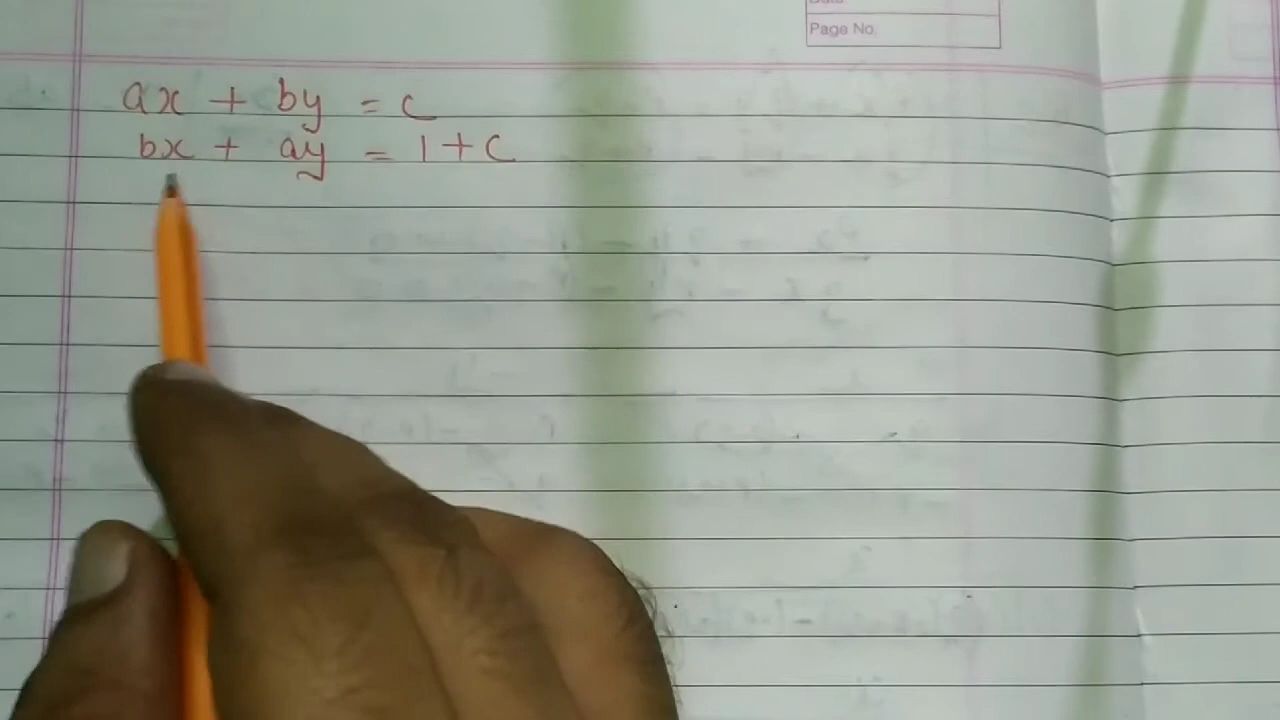 Page No.
ax + by = c
bx + ay = 1 + c